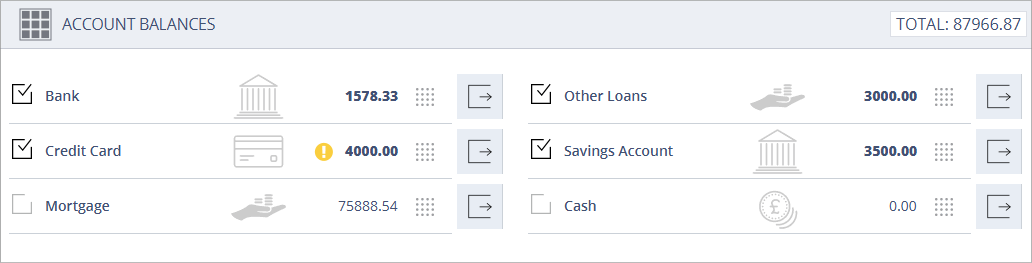 ACCOUNT BALANCES TOTAL: 87966.87
Bank 1578.33 Other Loans 3000.00
Credit Card 4000.00 Savings Account 3500.00
Mortgage 75888.54 Cash 0.00